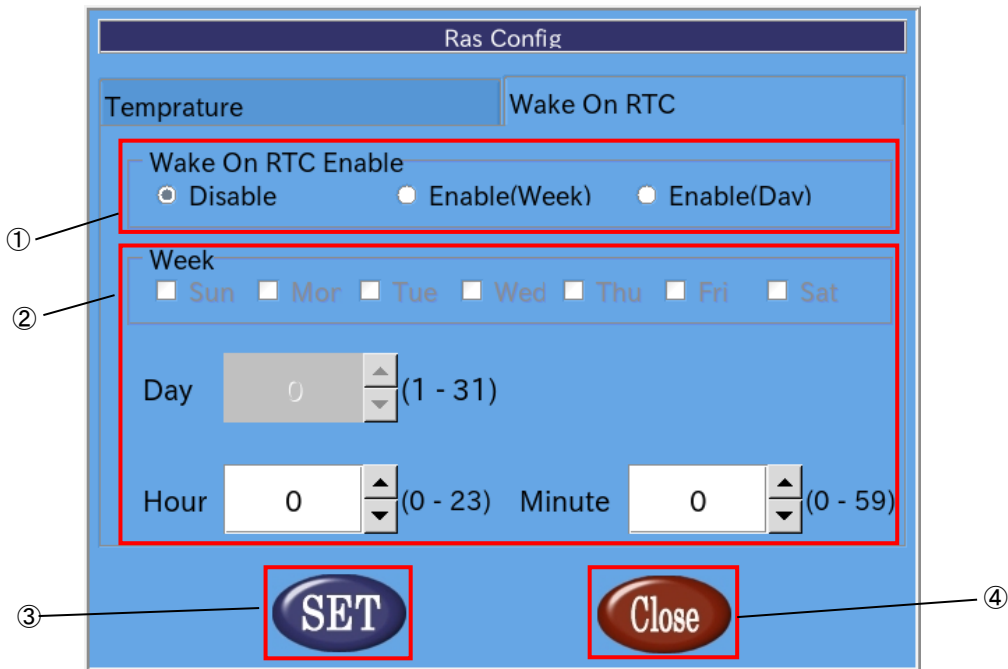 Ras Config
Temprature Wake On RTC
Wake On RTC Enable
Disable Enable(Week) Enable(Day)
①
Week
Sun Mon Tue Wed Thu Fri Sat
②
Day 0 (1 - 31)
Hour 0 (0 - 23) Minute 0 (0 - 59)
③ SET Close ④